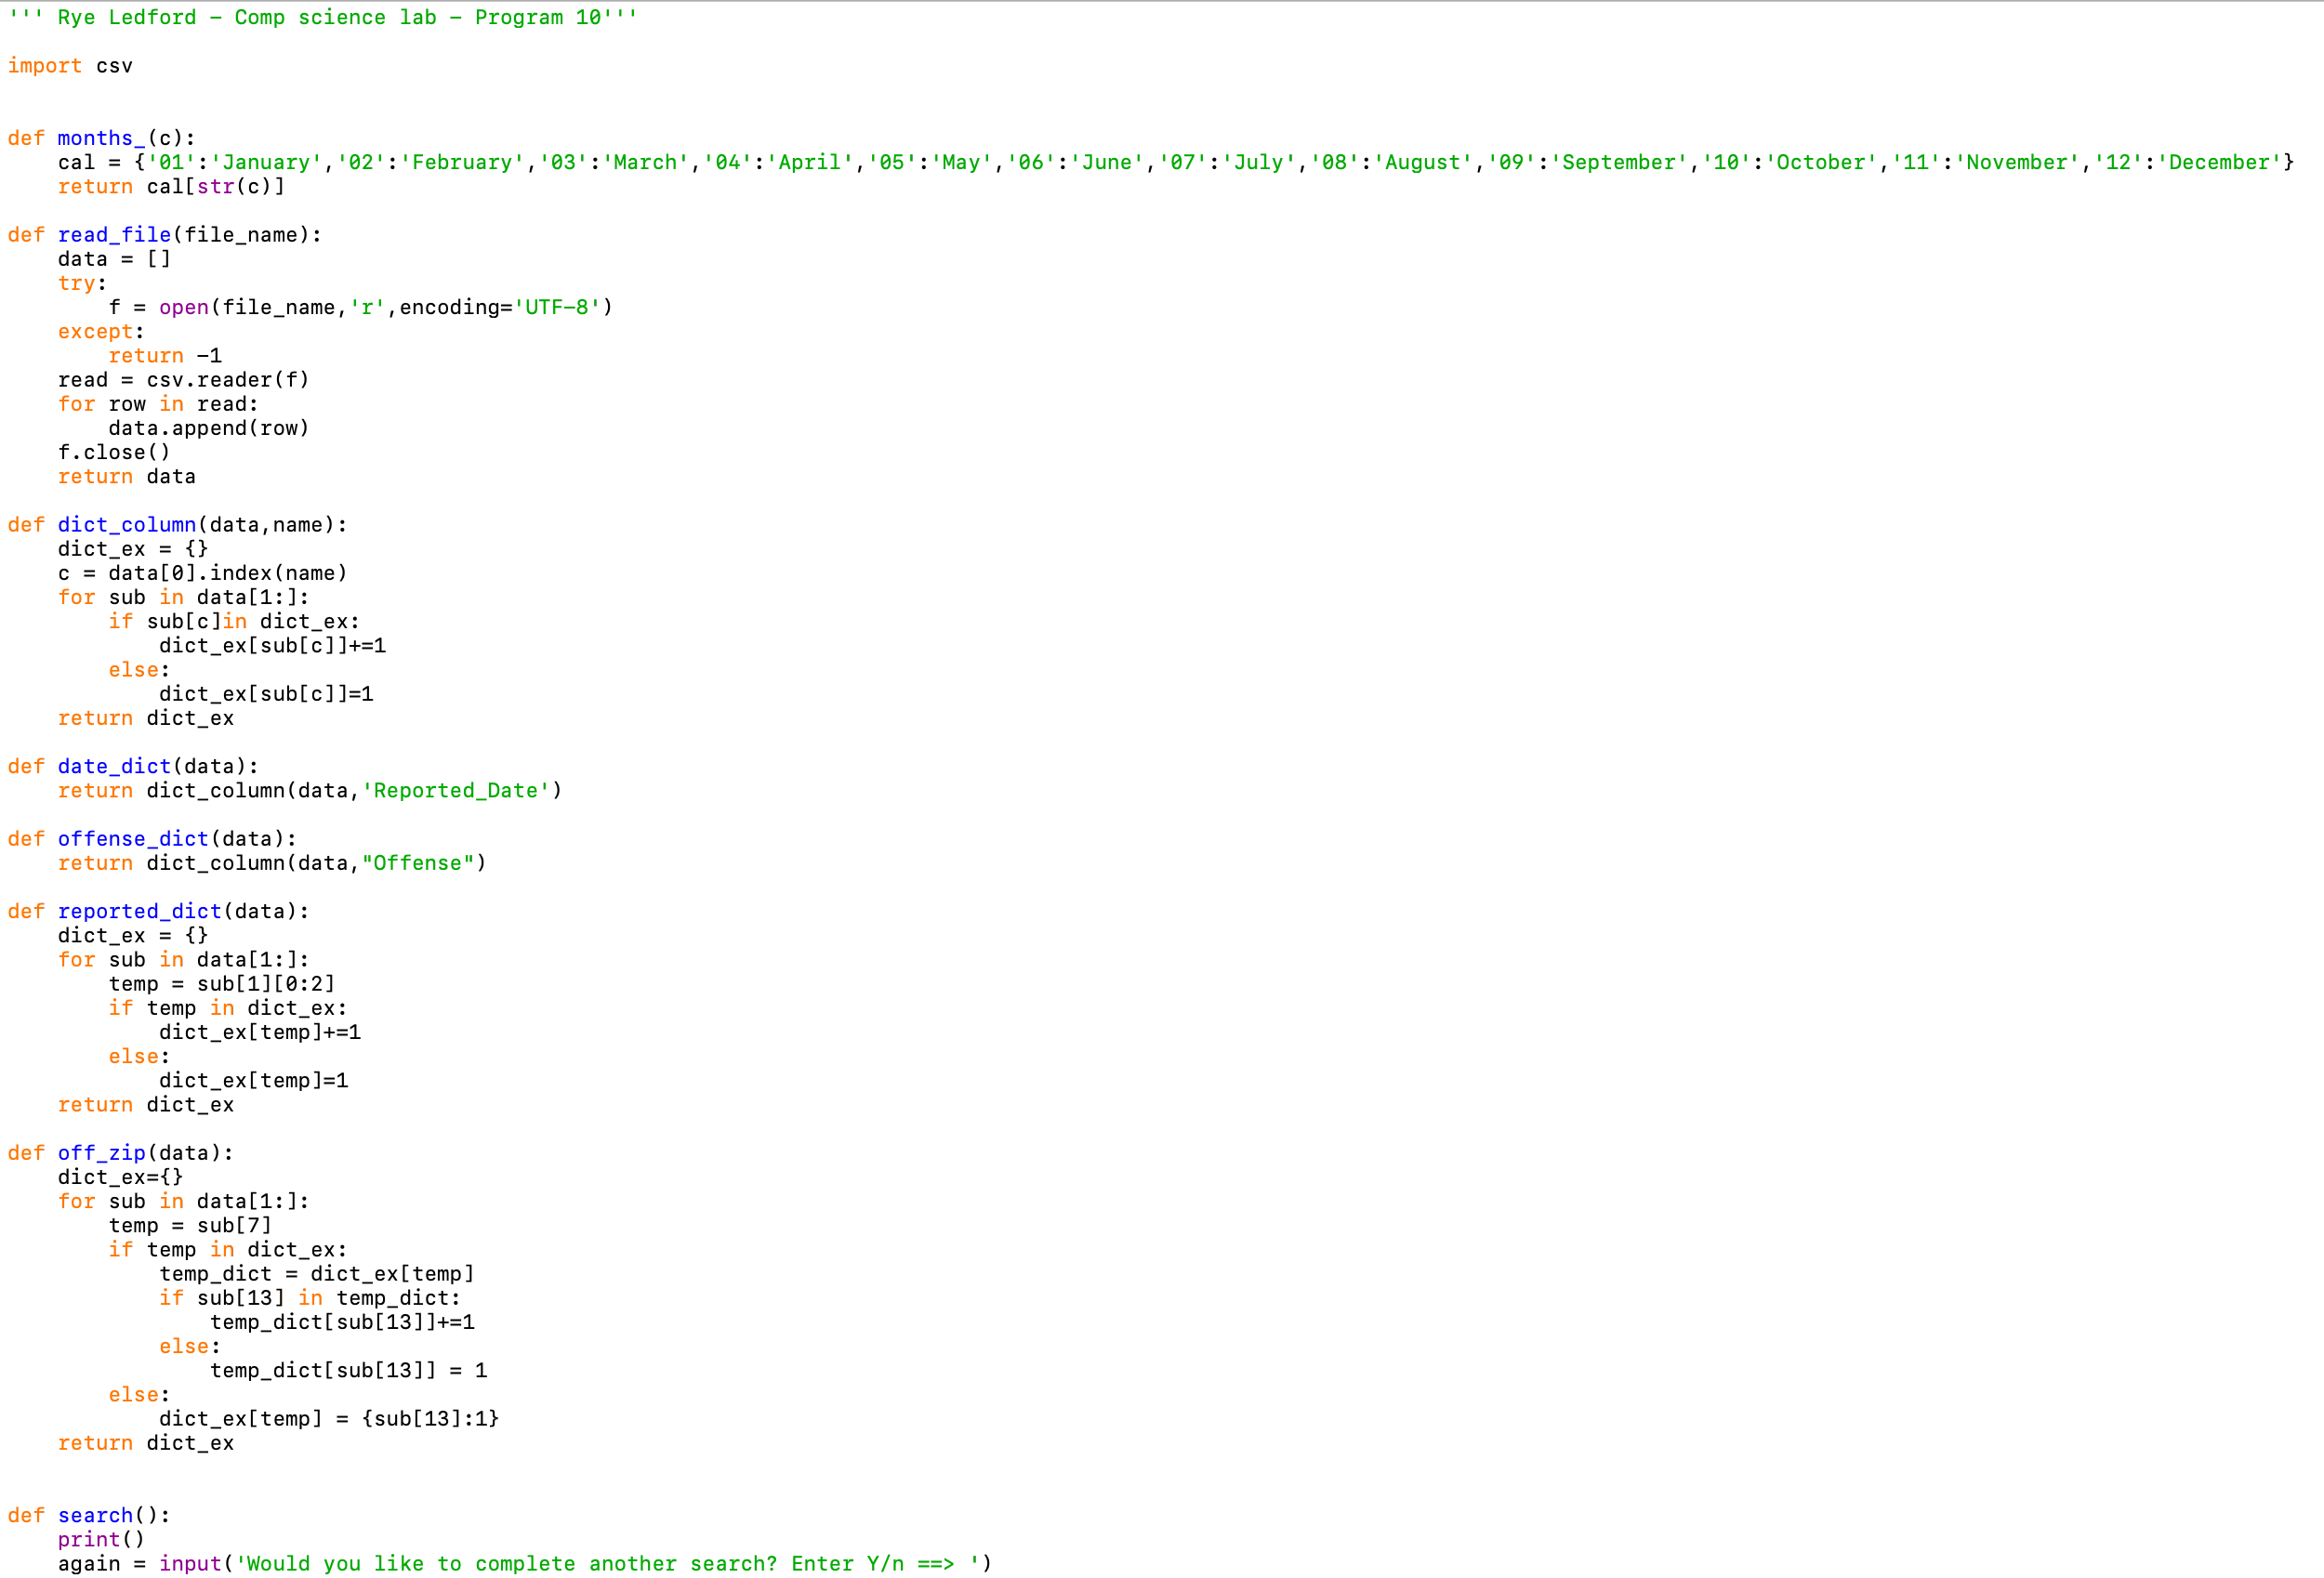 ''' Rye Ledford - Comp science lab - Program 10'''

import csv


def months_(c):
    cal = {'01':'January','02':'February','03':'March','04':'April','05':'May','06':'June','07':'July','08':'August','09':'September','10':'October','11':'November','12':'December'}
    return cal[str(c)]

def read_file(file_name):
    data = []
    try:
        f = open(file_name,'r',encoding='UTF-8')
    except:
        return -1
    read = csv.reader(f)
    for row in read:
        data.append(row)
    f.close()
    return data

def dict_column(data,name):
    dict_ex = {}
    c = data[0].index(name)
    for sub in data[1:]:
        if sub[c]in dict_ex:
            dict_ex[sub[c]]+=1
        else:
            dict_ex[sub[c]]=1
    return dict_ex

def date_dict(data):
    return dict_column(data,'Reported_Date')

def offense_dict(data):
    return dict_column(data,"Offense")

def reported_dict(data):
    dict_ex = {}
    for sub in data[1:]:
        temp = sub[1][0:2]
        if temp in dict_ex:
            dict_ex[temp]+=1
        else:
            dict_ex[temp]=1
    return dict_ex

def off_zip(data):
    dict_ex={}
    for sub in data[1:]:
        temp = sub[7]
        if temp in dict_ex:
            temp_dict = dict_ex[temp]
            if sub[13] in temp_dict:
                temp_dict[sub[13]]+=1
            else:
                temp_dict[sub[13]] = 1
        else:
            dict_ex[temp] = {sub[13]:1}
    return dict_ex


def search():
    print()
    again = input('Would you like to complete another search? Enter Y/n ==> ')